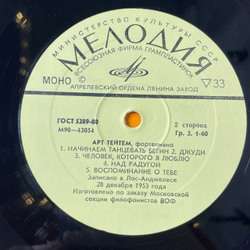 МИНИСТЕРСТВО КУЛЬТУРЫ СССР
МЕЛОДИЯ
ВСЕСОЮЗНАЯ ФИРМА ГРАМПЛАСТИНОК
МОНО 33
АПРЕЛЕВСКИЙ ОРДЕНА ЛЕНИНА ЗАВОД
ГОСТ 5289-80 2 сторона
М90-43054 Гр. 3. 1-60
АРТ ТЕЙТЕМ, фортепиано
1. НАЧИНАЕМ ТАНЦЕВАТЬ БЕГИН 2. ДЖУДИ
3. ЧЕЛОВЕК, КОТОРОГО Я ЛЮБЛЮ
4. НАД РАДУГОЙ
5. ВОСПОМИНАНИЕ О ТЕБЕ
Записано в Лос-Анджелесе
28 декабря 1953 года
Изготовлено по заказу Московской
секции филофонистов ВОФ